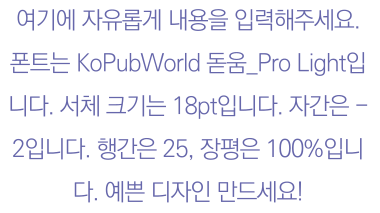 여기에 자유롭게 내용을 입력해주세요.
폰트는 KoPubWorld 돋움_Pro Light입
니다. 서체 크기는 18pt입니다. 자간은 -
2입니다. 행간은 25, 장평은 100%입니
다. 예쁜 디자인 만드세요!